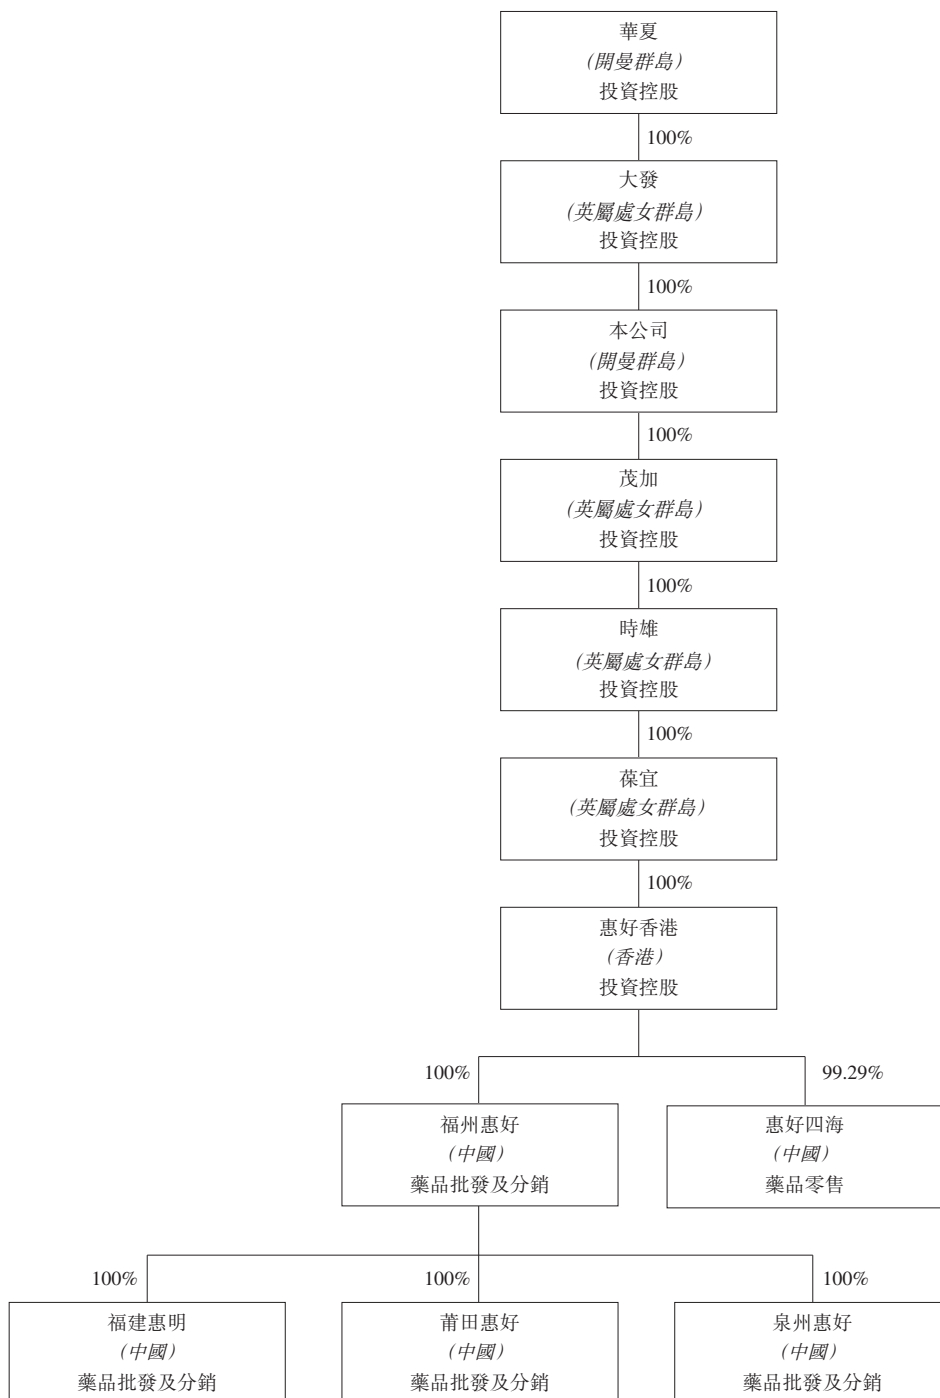 華夏
(開曼群島)
投資控股
100%
大發
(英屬處女群島)
投資控股
100%
本公司
(開曼群島)
投資控股
100%
茂加
(英屬處女群島)
投資控股
100%
時雄
(英屬處女群島)
投資控股
100%
葆宜
(英屬處女群島)
投資控股
100%
惠好香港
(香港)
投資控股
100%
99.29%
福州惠好
(中國)
藥品批發及分銷
惠好四海
(中國)
藥品零售
100%
100%
100%
福建惠明
(中國)
藥品批發及分銷
莆田惠好
(中國)
藥品批發及分銷
泉州惠好
(中國)
藥品批發及分銷